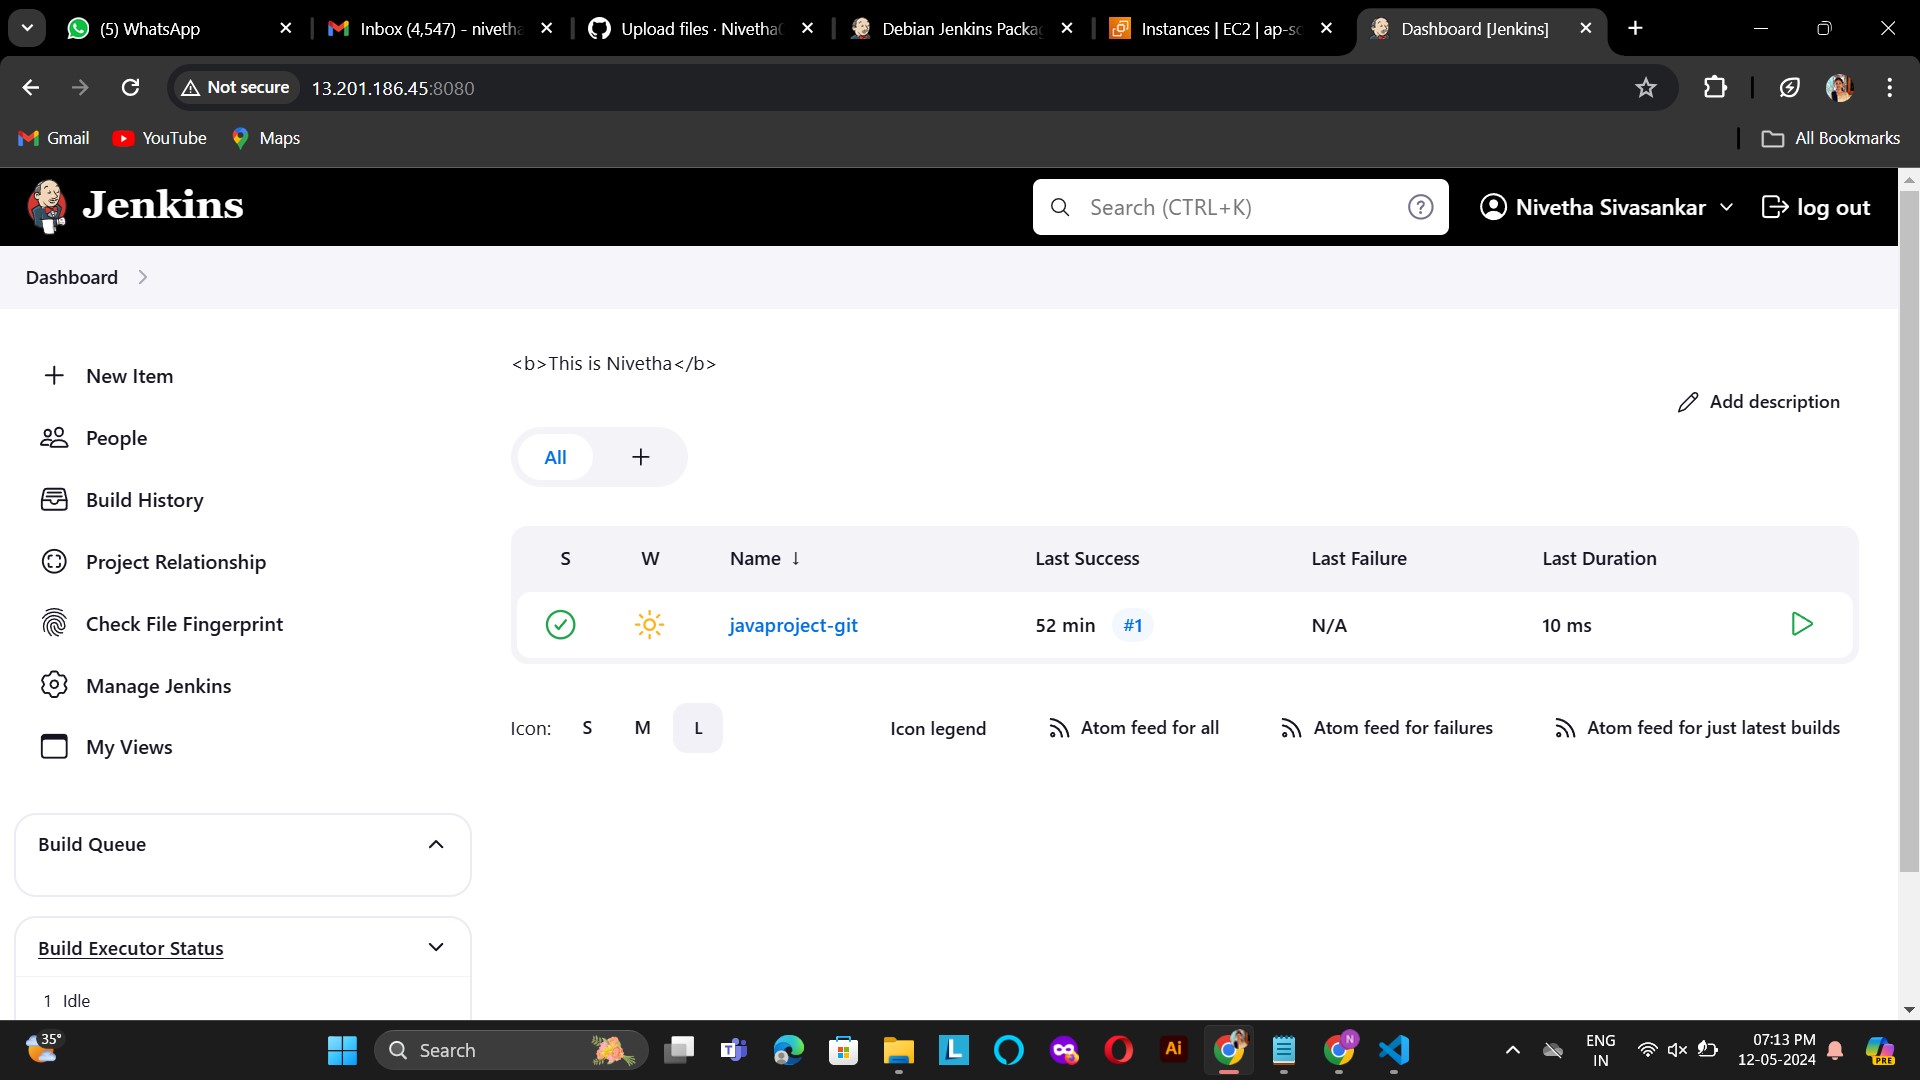 (5) WhatsApp
Inbox (4,547) - niveth
Upload files · Nivetha
Debian Jenkins Packa
Instances | EC2 | ap-so
Dashboard [Jenkins]
Not secure
13.201.186.45:8080
Gmail
YouTube
Maps
All Bookmarks
Jenkins
Search (CTRL+K)
?
Nivetha Sivasankar
log out
Dashboard
<b>This is Nivetha</b>
Add description
New Item
People
Build History
Project Relationship
Check File Fingerprint
Manage Jenkins
My Views
All
+
S W Name ↓ Last Success Last Failure Last Duration
javaproject-git 52 min #1 N/A 10 ms
Icon: S M L
Icon legend
Atom feed for all
Atom feed for failures
Atom feed for just latest builds
Build Queue
Build Executor Status
1 Idle
35°
Search
T
L
Ai
N
ENG
IN
07:13 PM
12-05-2024
PRE